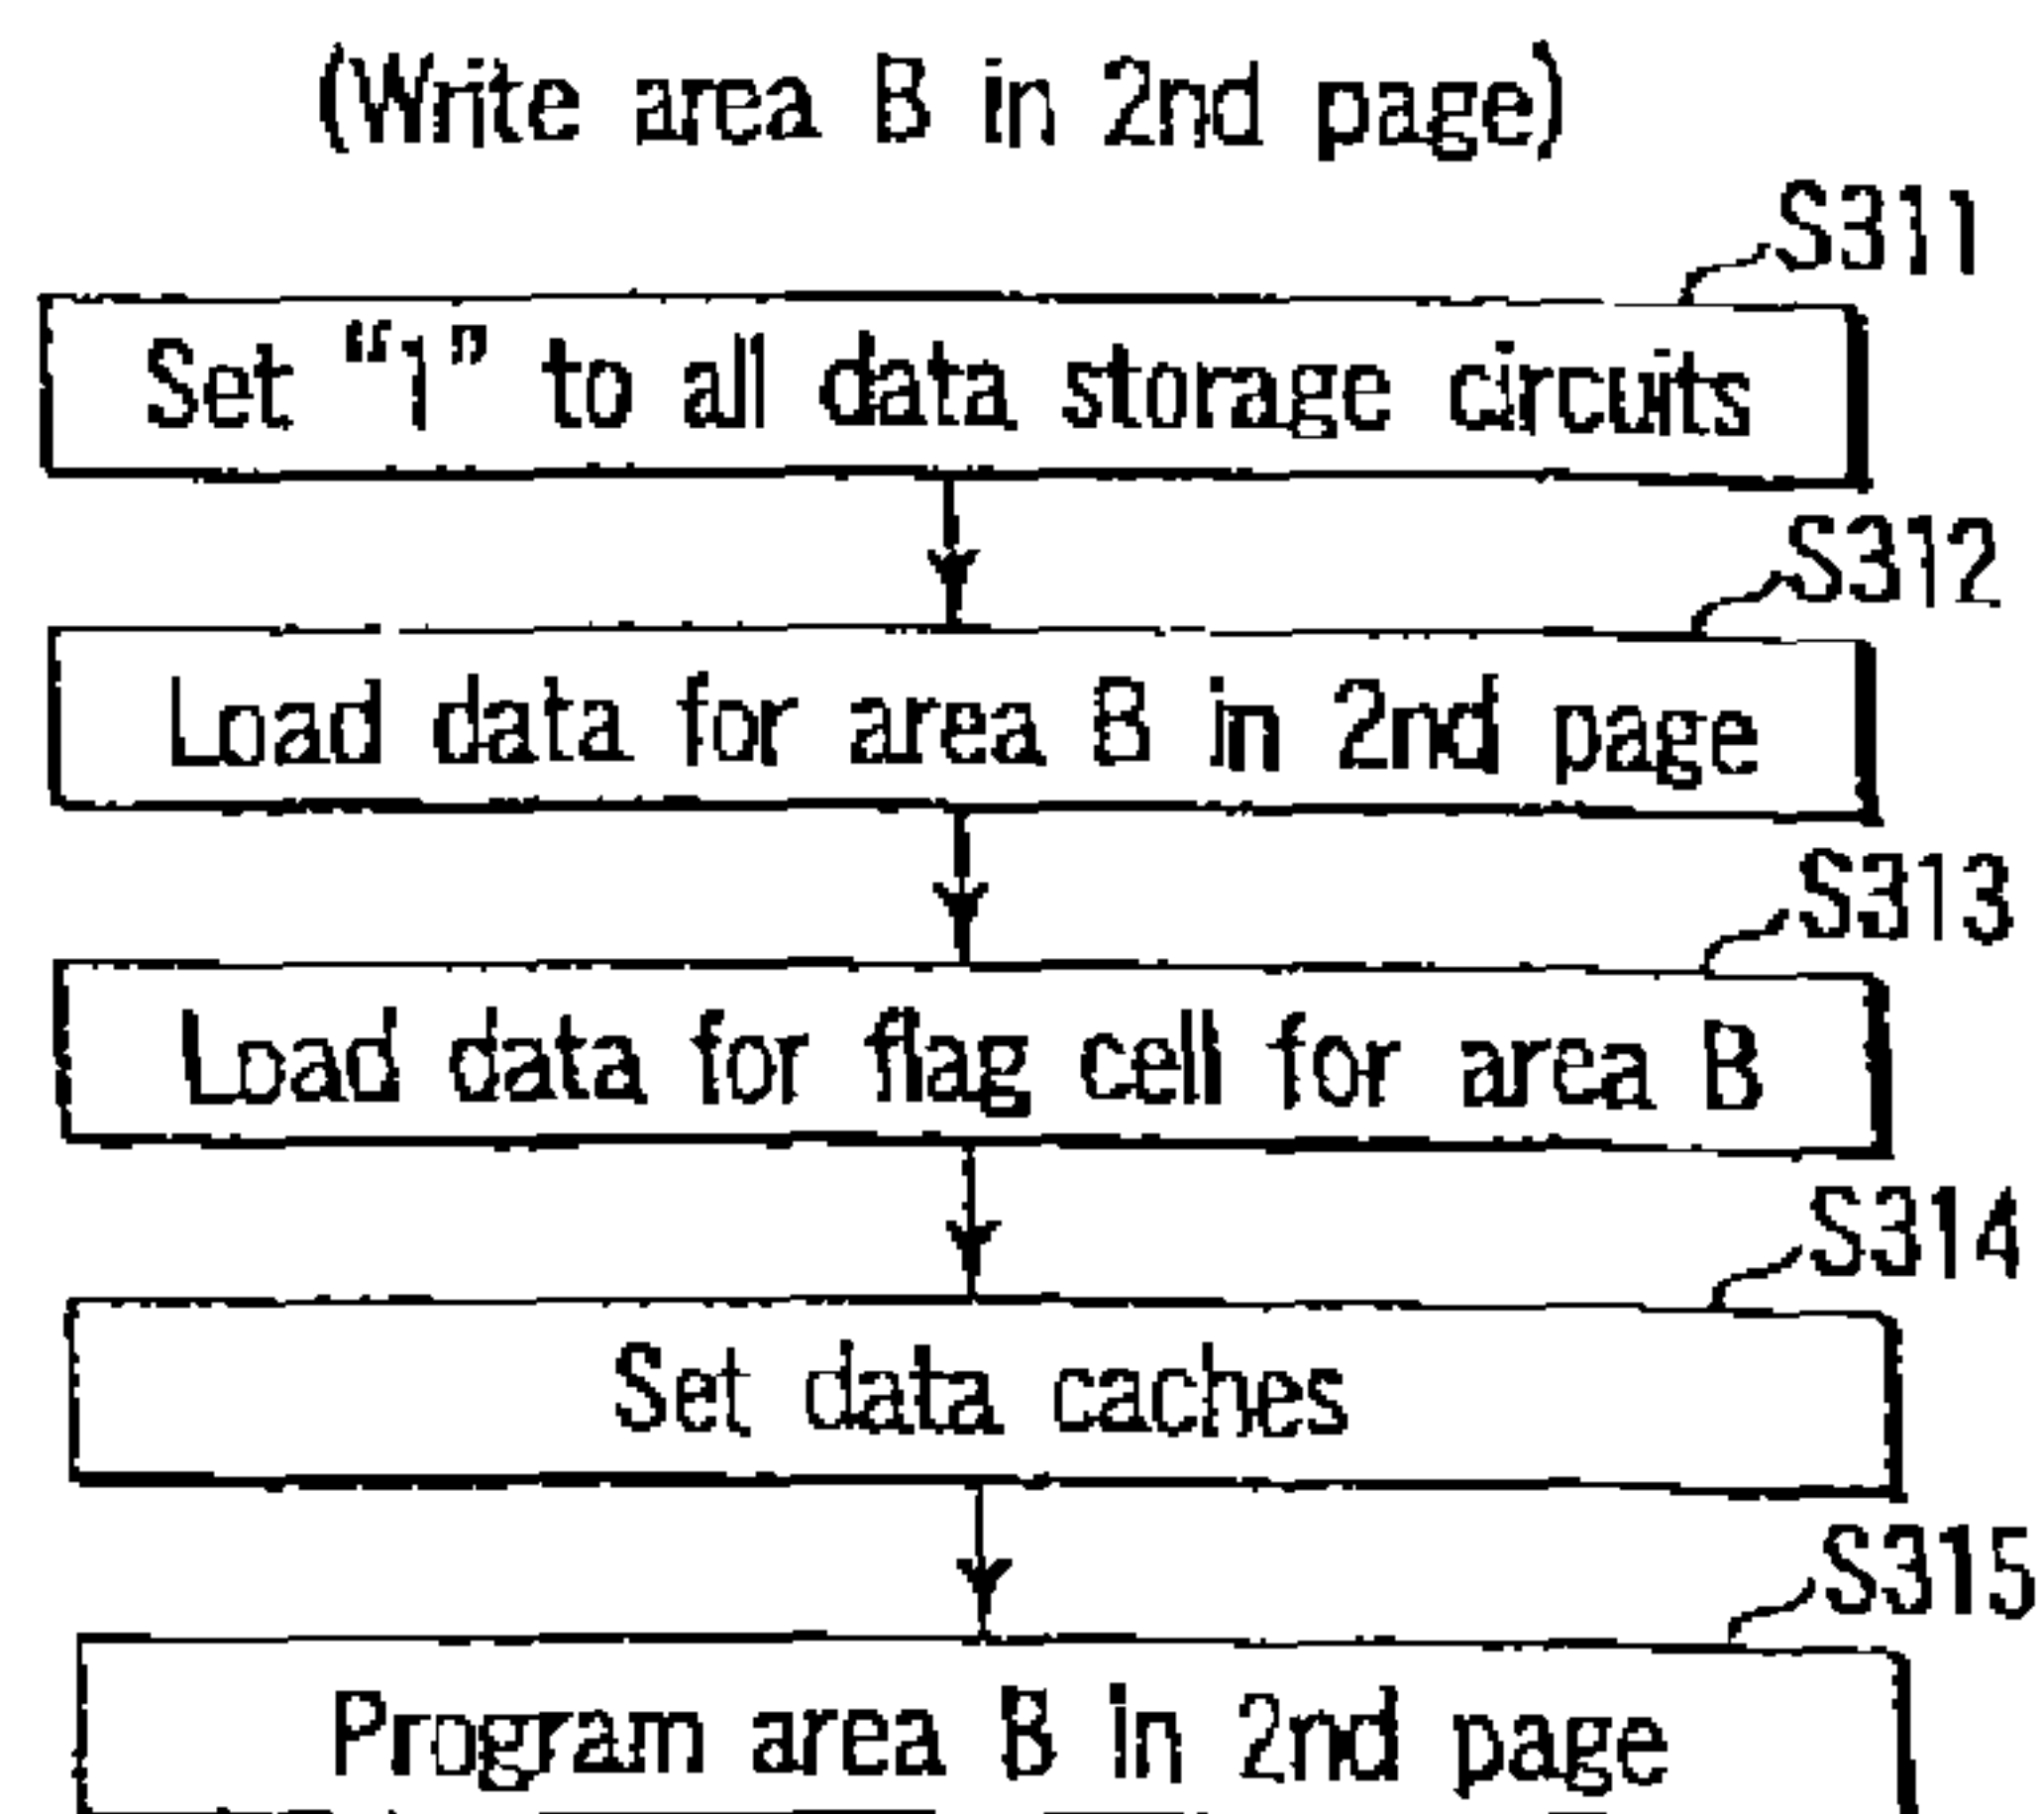 (Write area B in 2nd page)
S311
Set “1” to all data storage circuits
S312
Load data for area B in 2nd page
S313
Load data for flag cell for area B
S314
Set data caches
S315
Program area B in 2nd page